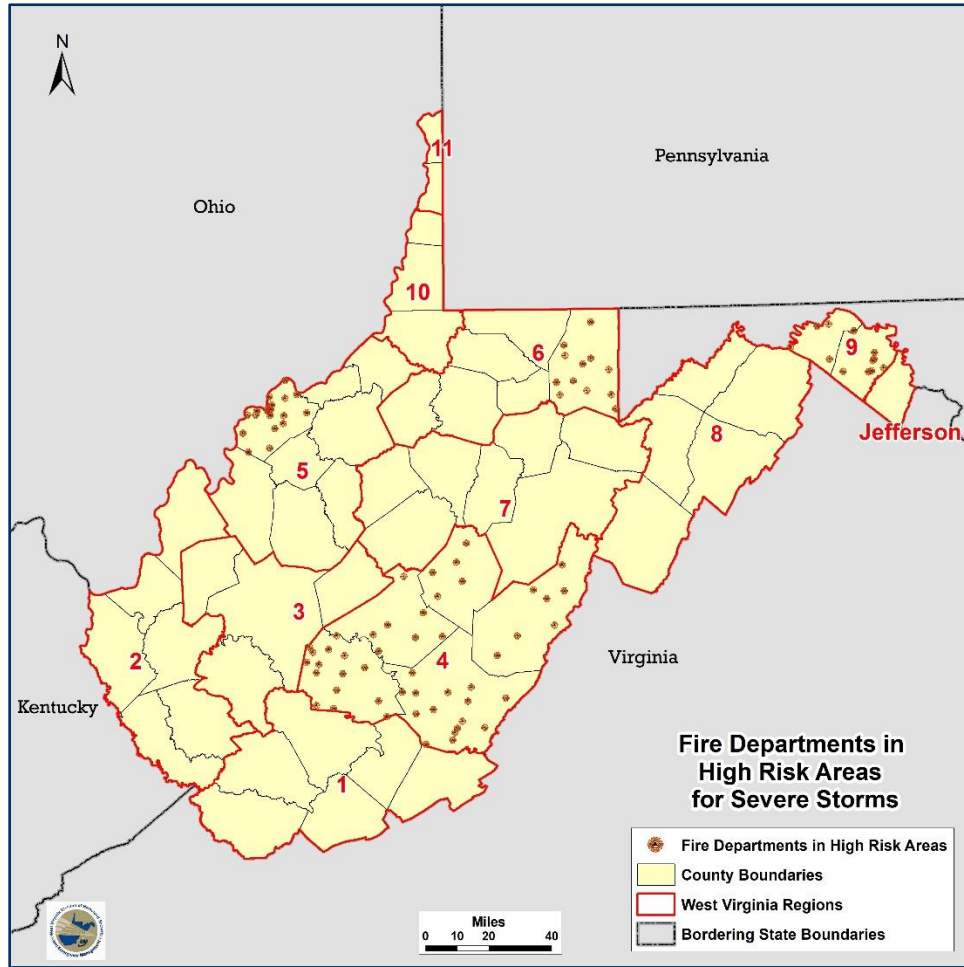 N
11
Pennsylvania
Ohio
10
6
9
Jefferson
8
5
7
3
2
4
Virginia
Kentucky
1
Fire Departments in
High Risk Areas
for Severe Storms
Fire Departments in High Risk Areas
County Boundaries
West Virginia Regions
Bordering State Boundaries
Miles
0 10 20 40